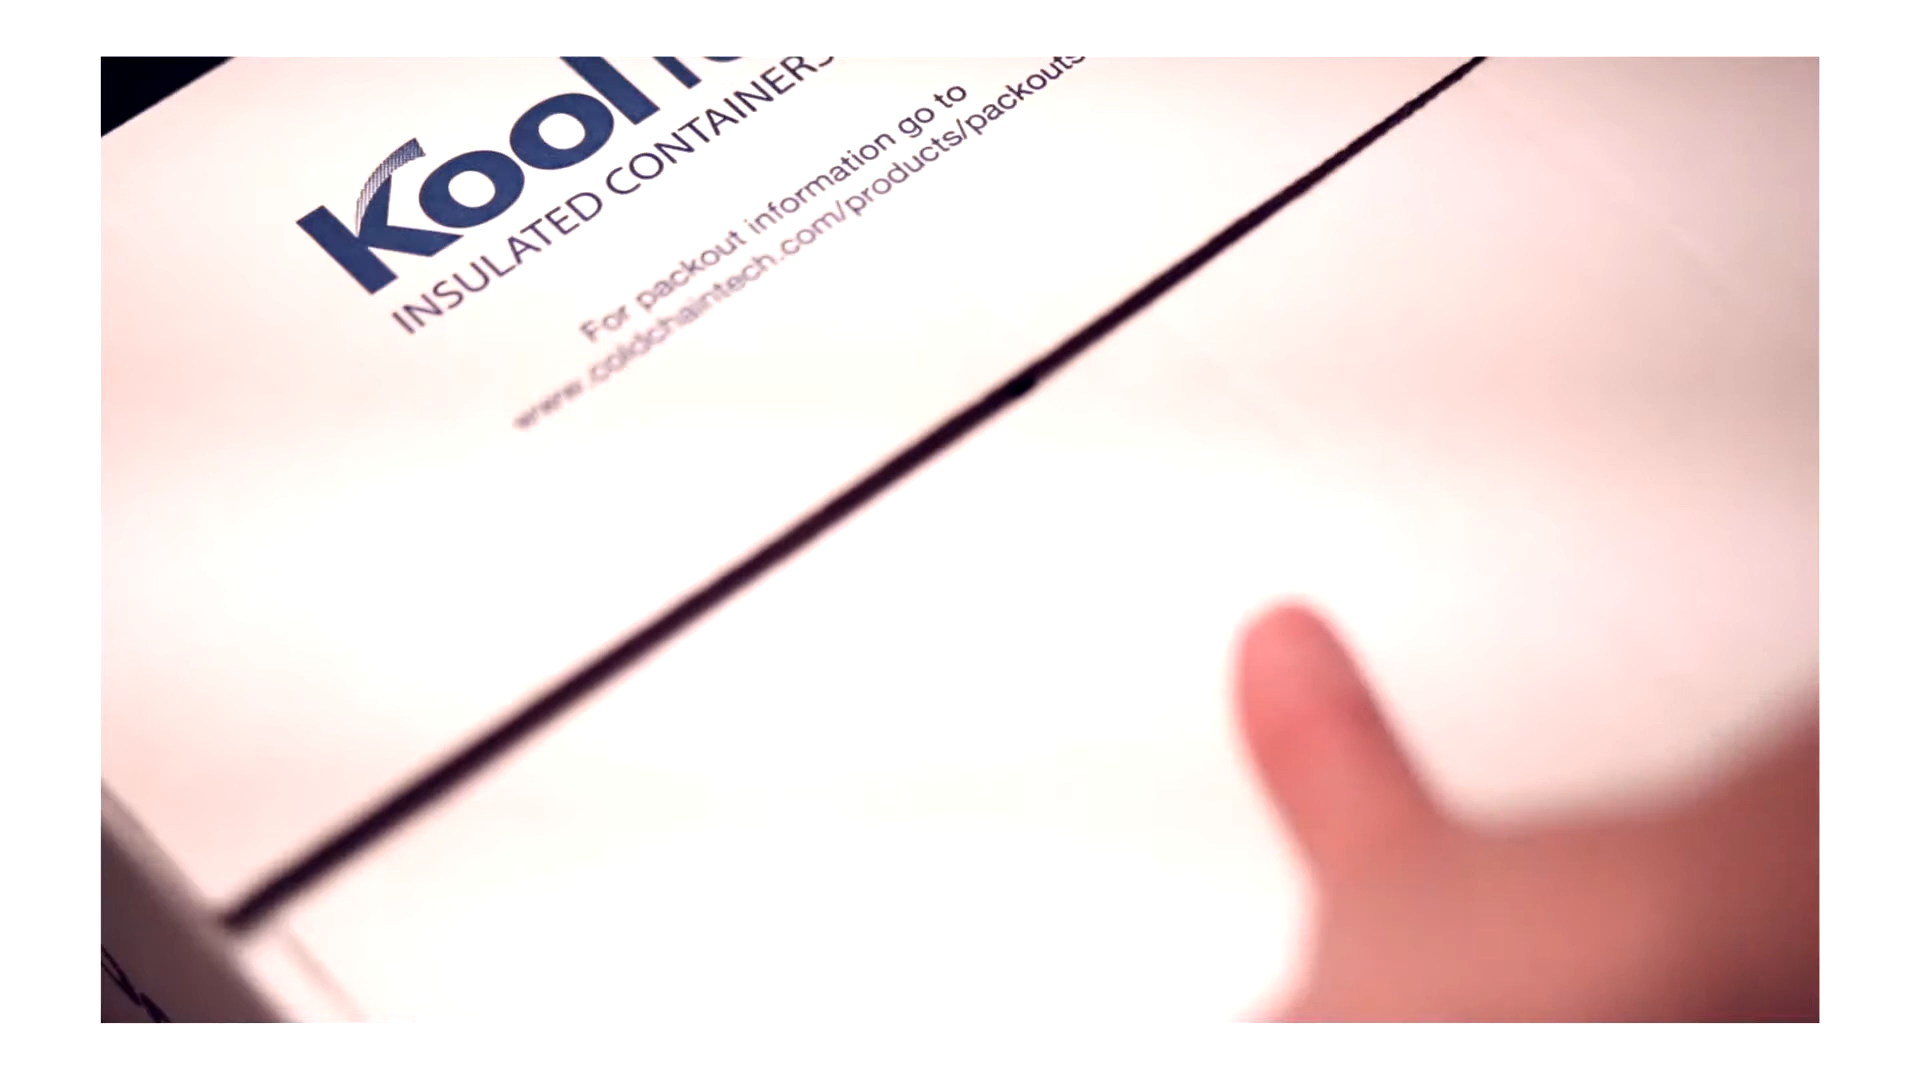 Kool
INSULATED CONTAINERS
For packout information go to
www.coldchaintech.com/products/packouts